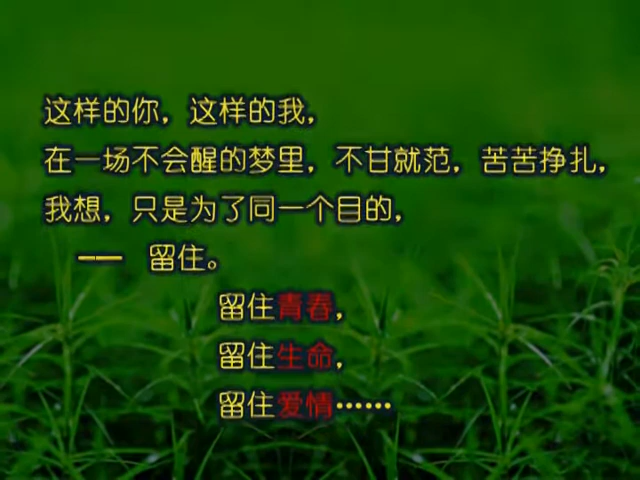 这样的你，这样的我，
在一场不会醒的梦里，不甘就范，苦苦挣扎，
我想，只是为了同一个目的，
—— 留住。
留住青春，
留住生命，
留住爱情……